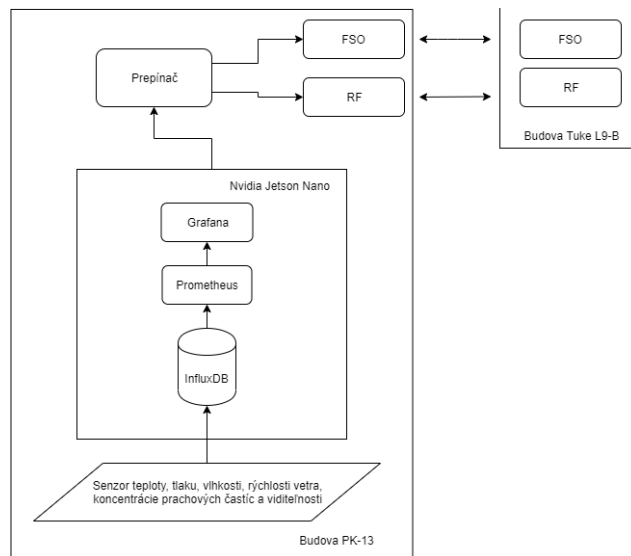 FSO
FSO
Prepínač
RF
RF
Budova Tuke L9-B
Nvidia Jetson Nano
Grafana
Prometheus
InfluxDB
Senzor teploty, tlaku, vlhkosti, rýchlosti vetra,
koncentrácie prachových častíc a viditeľnosti
Budova PK-13